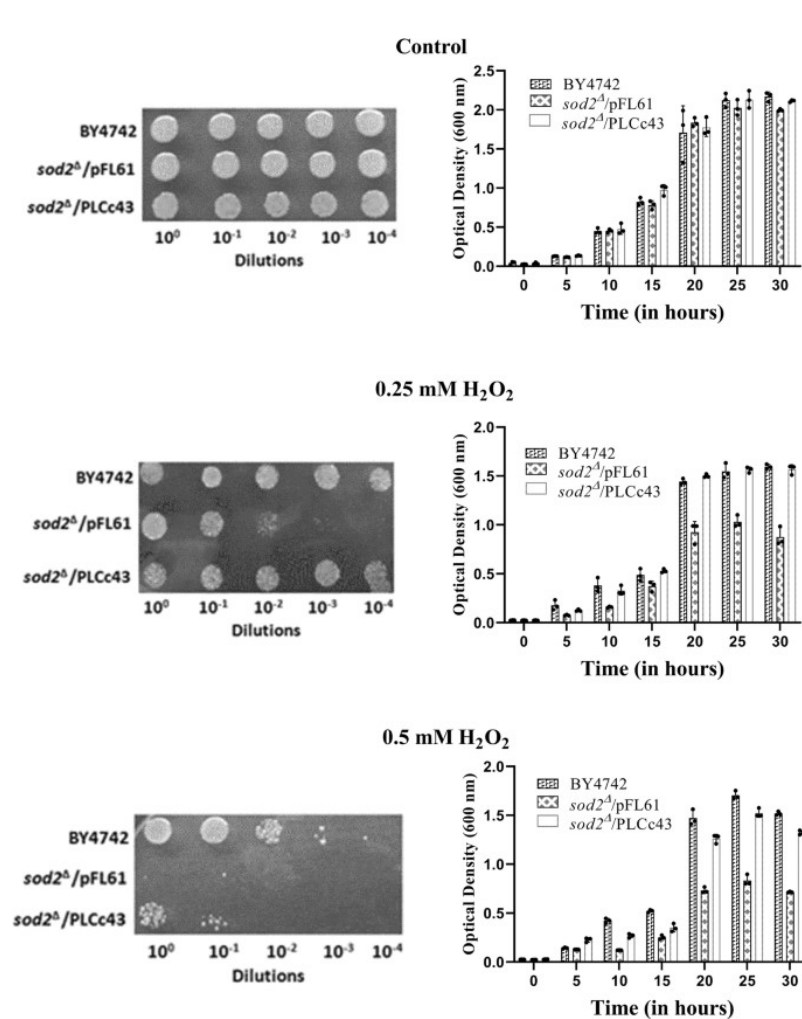 Control
BY4742
sod2Δ/pFL61
sod2Δ/PLCc43
10⁰ 10⁻¹ 10⁻² 10⁻³ 10⁻⁴
Dilutions
Optical Density (600 nm)
2.5
2.0
1.5
1.0
0.5
0.0
BY4742
sod2Δ/pFL61
sod2Δ/PLCc43
0 5 10 15 20 25 30
Time (in hours)
0.25 mM H₂O₂
BY4742
sod2Δ/pFL61
sod2Δ/PLCc43
10⁰ 10⁻¹ 10⁻² 10⁻³ 10⁻⁴
Dilutions
Optical Density (600 nm)
2.0
1.5
1.0
0.5
0.0
BY4742
sod2Δ/pFL61
sod2Δ/PLCc43
0 5 10 15 20 25 30
Time (in hours)
0.5 mM H₂O₂
BY4742
sod2Δ/pFL61
sod2Δ/PLCc43
10⁰ 10⁻¹ 10⁻² 10⁻³ 10⁻⁴
Dilutions
Optical Density (600 nm)
2.0
1.5
1.0
0.5
0.0
BY4742
sod2Δ/pFL61
sod2Δ/PLCc43
0 5 10 15 20 25 30
Time (in hours)